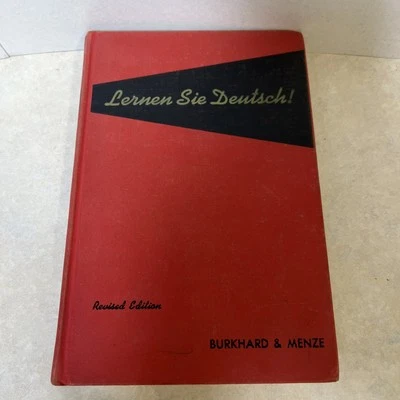 Lernen Sie Deutsch!
Revised Edition
BURKHARD & MENZE